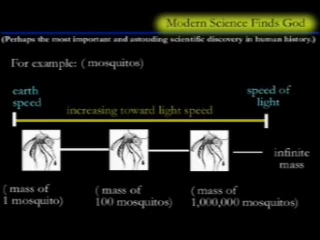 Modern Science Finds God
(Perhaps the most important and astouding scientific discovery in human history.)
For example: ( mosquitos)
earth speed
speed of light
increasing toward light speed
infinite mass
( mass of 1 mosquito)
( mass of 100 mosquitos)
( mass of 1,000,000 mosquitos)